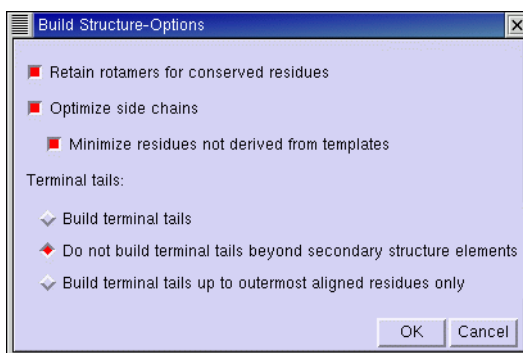 Build Structure-Options
Retain rotamers for conserved residues
Optimize side chains
Minimize residues not derived from templates
Terminal tails:
Build terminal tails
Do not build terminal tails beyond secondary structure elements
Build terminal tails up to outermost aligned residues only
OK Cancel